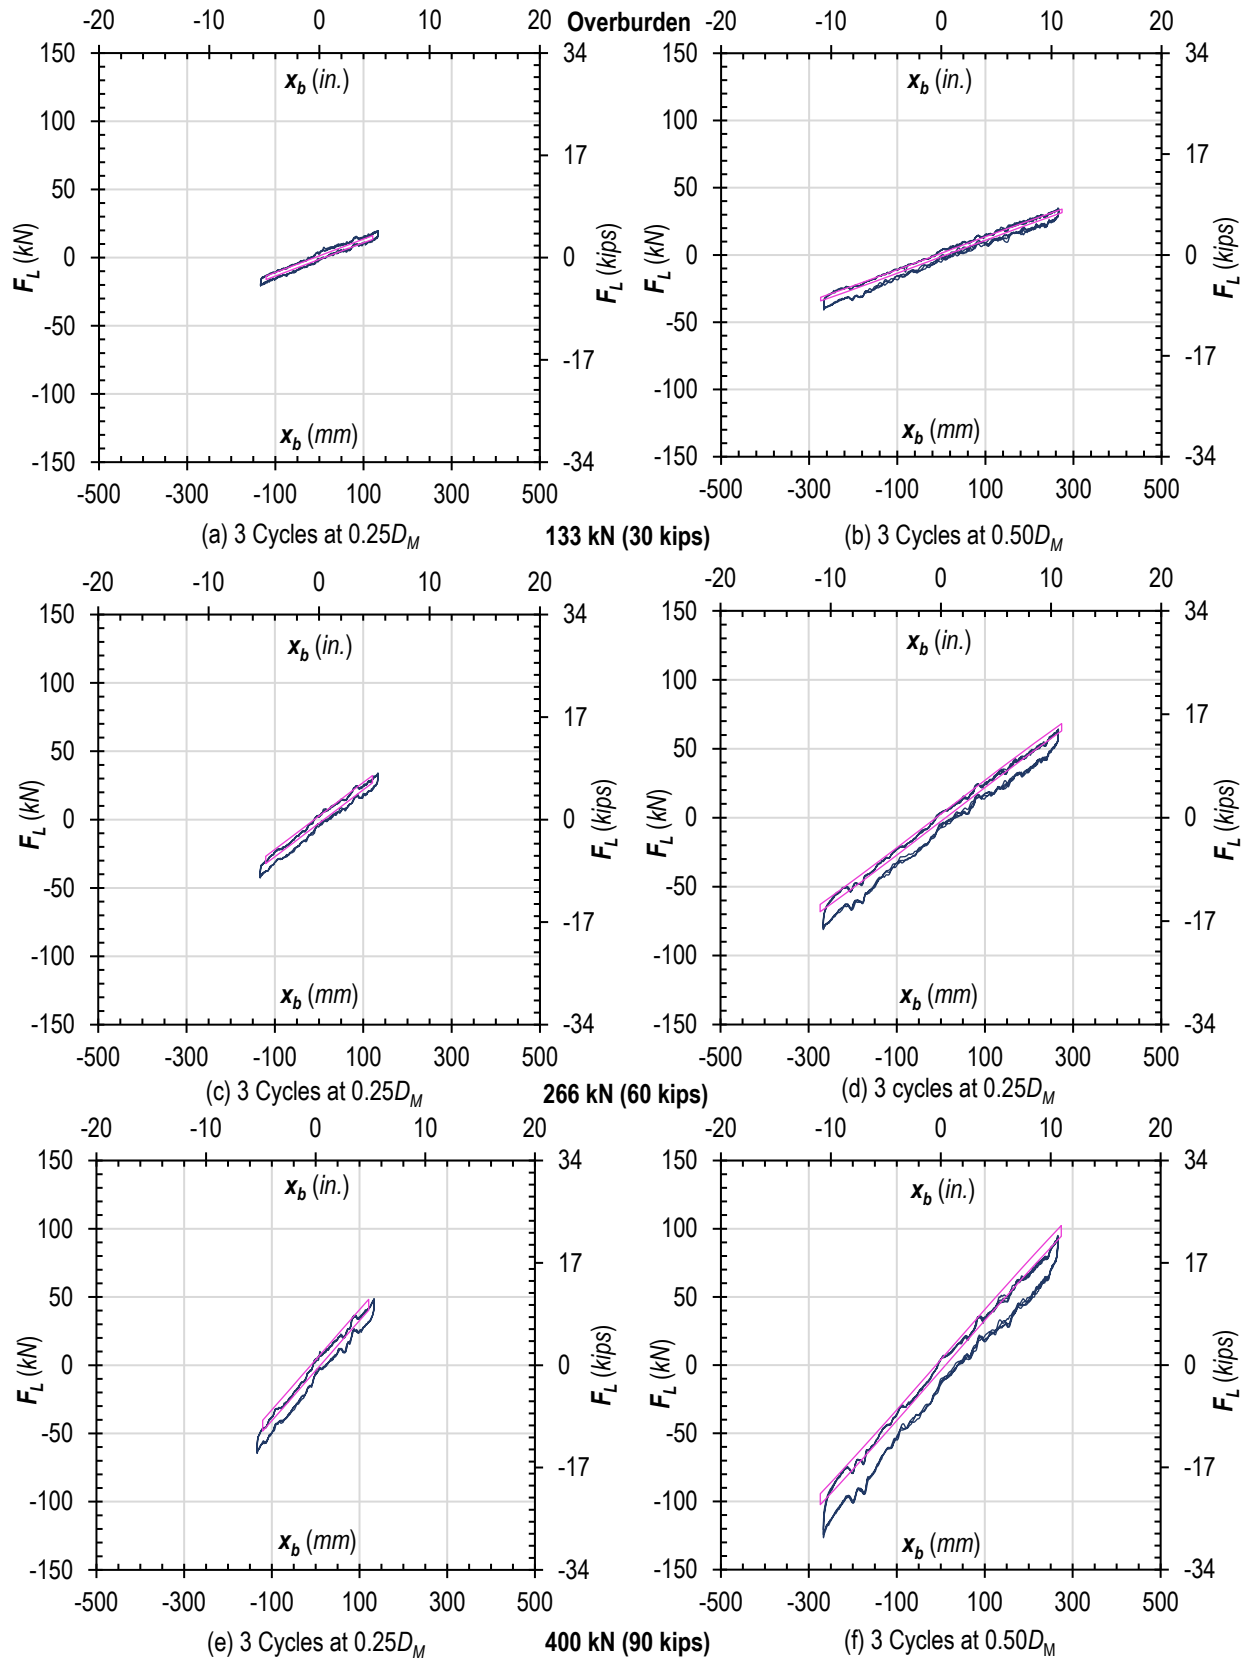 -20 -10 0 10 20 Overburden -20 -10 0 10 20
150 34 150 34
x_b (in.) x_b (in.)
100 100
17 17
50 50
F_L (kN) 0 0 F_L (kips) F_L (kN) 0 0 F_L (kips)
-50 -50
-17 -17
-100 -100
x_b (mm) x_b (mm)
-150 -34 -150 -34
-500 -300 -100 100 300 500 -500 -300 -100 100 300 500
(a) 3 Cycles at 0.25D_M 133 kN (30 kips) (b) 3 Cycles at 0.50D_M
-20 -10 0 10 20 -20 -10 0 10 20
150 34 150 34
x_b (in.) x_b (in.)
100 100
17 17
50 50
F_L (kN) 0 0 F_L (kips) F_L (kN) 0 0 F_L (kips)
-50 -50
-17 -17
-100 -100
x_b (mm) x_b (mm)
-150 -34 -150 -34
-500 -300 -100 100 300 500 -500 -300 -100 100 300 500
(c) 3 Cycles at 0.25D_M 266 kN (60 kips) (d) 3 cycles at 0.25D_M
-20 -10 0 10 20 -20 -10 0 10 20
150 34 150 34
x_b (in.) x_b (in.)
100 100
17 17
50 50
F_L (kN) 0 0 F_L (kips) F_L (kN) 0 0 F_L (kips)
-50 -50
-17 -17
-100 -100
x_b (mm) x_b (mm)
-150 -34 -150 -34
-500 -300 -100 100 300 500 -500 -300 -100 100 300 500
(e) 3 Cycles at 0.25D_M 400 kN (90 kips) (f) 3 Cycles at 0.50D_M